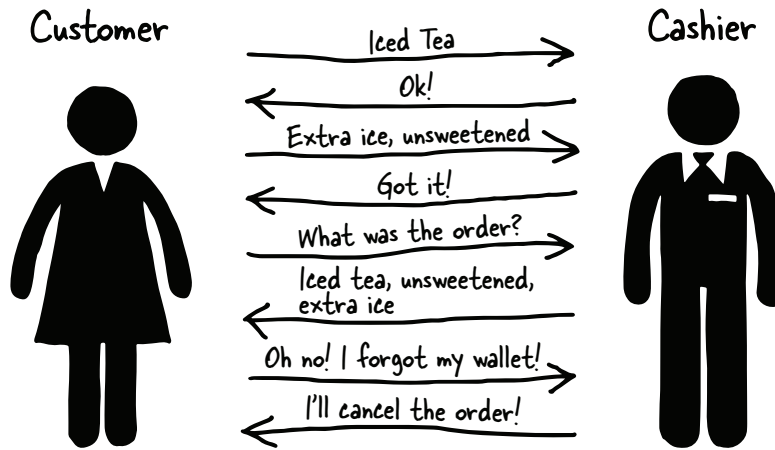 Customer
Cashier
Iced Tea
Ok!
Extra ice, unsweetened
Got it!
What was the order?
Iced tea, unsweetened,
extra ice
Oh no! I forgot my wallet!
I'll cancel the order!